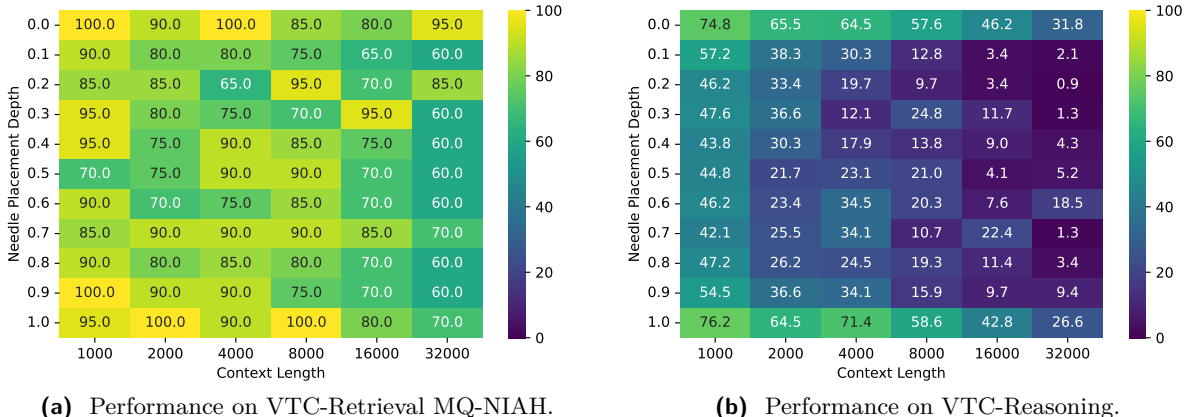 0.0 100.0 90.0 100.0 85.0 80.0 95.0 100
0.1 90.0 80.0 80.0 75.0 65.0 60.0
0.2 85.0 85.0 65.0 95.0 70.0 85.0 80
0.3 95.0 80.0 75.0 70.0 95.0 60.0
0.4 95.0 75.0 90.0 85.0 75.0 60.0 60
0.5 70.0 75.0 90.0 90.0 70.0 60.0
0.6 90.0 70.0 75.0 85.0 70.0 60.0 40
0.7 85.0 90.0 90.0 90.0 85.0 70.0
0.8 90.0 80.0 85.0 80.0 70.0 60.0 20
0.9 100.0 90.0 90.0 75.0 70.0 60.0
1.0 95.0 100.0 90.0 100.0 80.0 70.0 0
Needle Placement Depth
1000 2000 4000 8000 16000 32000
Context Length
(a) Performance on VTC-Retrieval MQ-NIAH.
0.0 74.8 65.5 64.5 57.6 46.2 31.8 100
0.1 57.2 38.3 30.3 12.8 3.4 2.1
0.2 46.2 33.4 19.7 9.7 3.4 0.9 80
0.3 47.6 36.6 12.1 24.8 11.7 1.3
0.4 43.8 30.3 17.9 13.8 9.0 4.3 60
0.5 44.8 21.7 23.1 21.0 4.1 5.2
0.6 46.2 23.4 34.5 20.3 7.6 18.5 40
0.7 42.1 25.5 34.1 10.7 22.4 1.3
0.8 47.2 26.2 24.5 19.3 11.4 3.4 20
0.9 54.5 36.6 34.1 15.9 9.7 9.4
1.0 76.2 64.5 71.4 58.6 42.8 26.6 0
Needle Placement Depth
1000 2000 4000 8000 16000 32000
Context Length
(b) Performance on VTC-Reasoning.